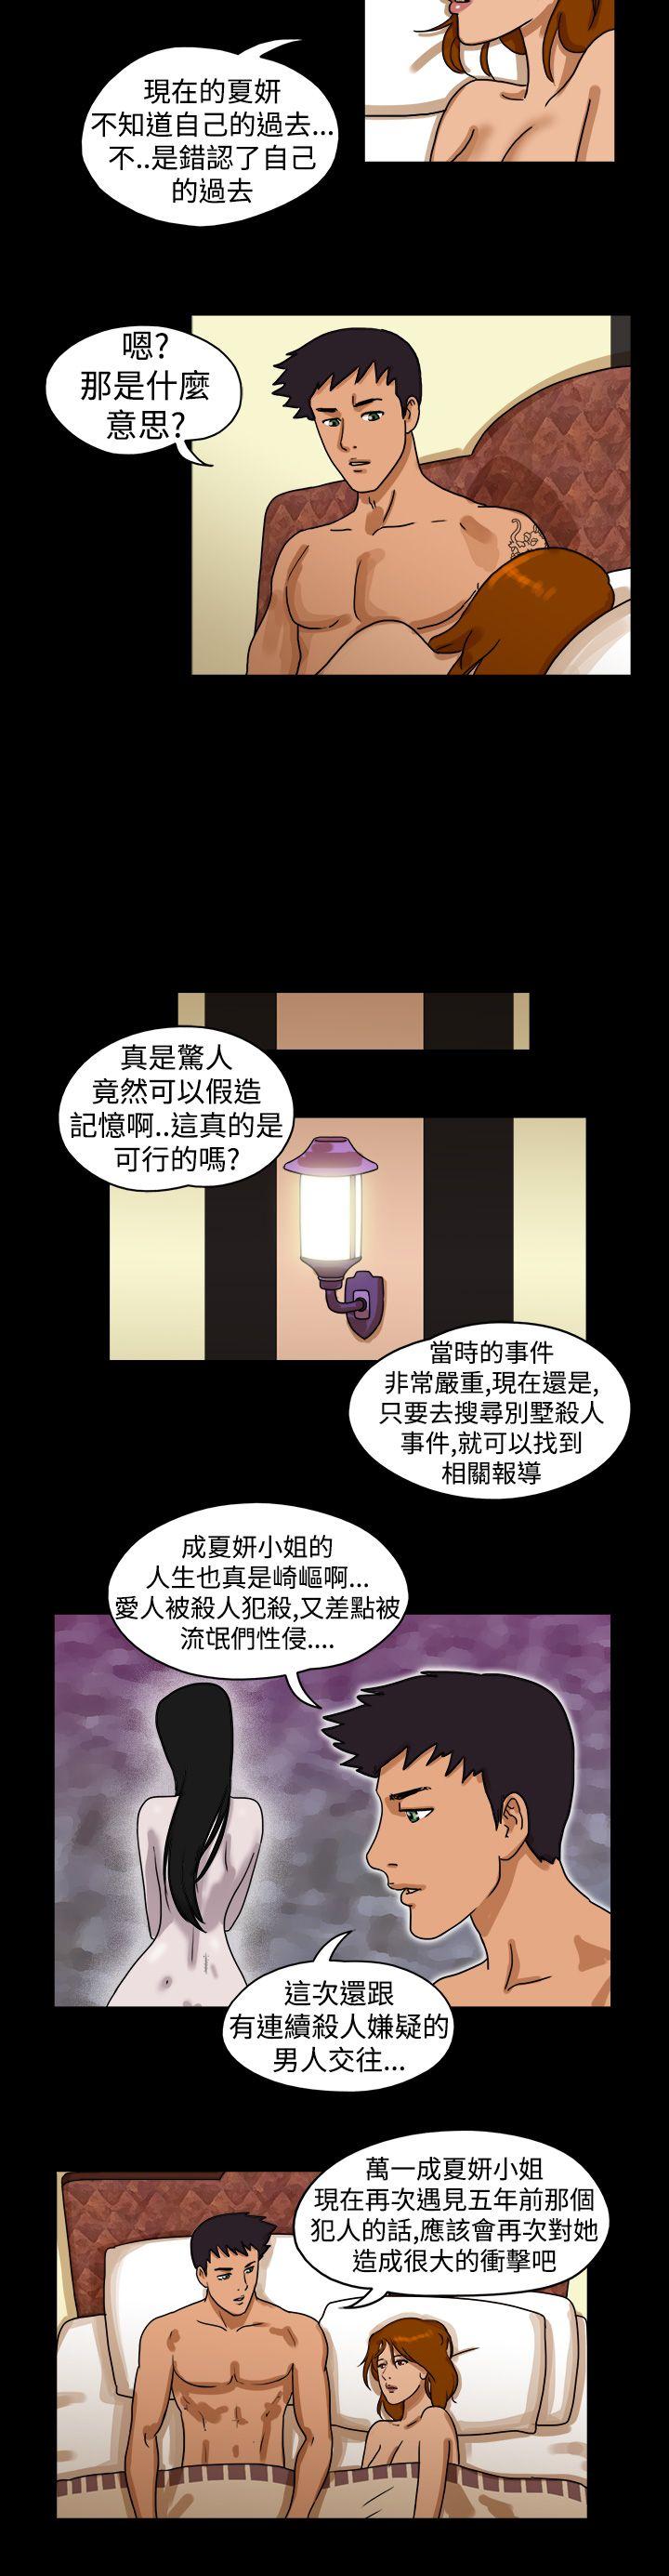 現在的夏妍
不知道自己的過去...
不..是錯認了自己
的過去
嗯?
那是什麼
意思?
真是驚人
竟然可以假造
記憶啊..這真的是
可行的嗎?
當時的事件
非常嚴重,現在還是,
只要去搜尋別墅殺人
事件,就可以找到
相關報導
成夏妍小姐的
人生也真是崎嶇啊...
愛人被殺人犯殺,又差點被
流氓們性侵....
這次還跟
有連續殺人嫌疑的
男人交往...
萬一成夏妍小姐
現在再次遇見五年前那個
犯人的話,應該會再次對她
造成很大的衝擊吧